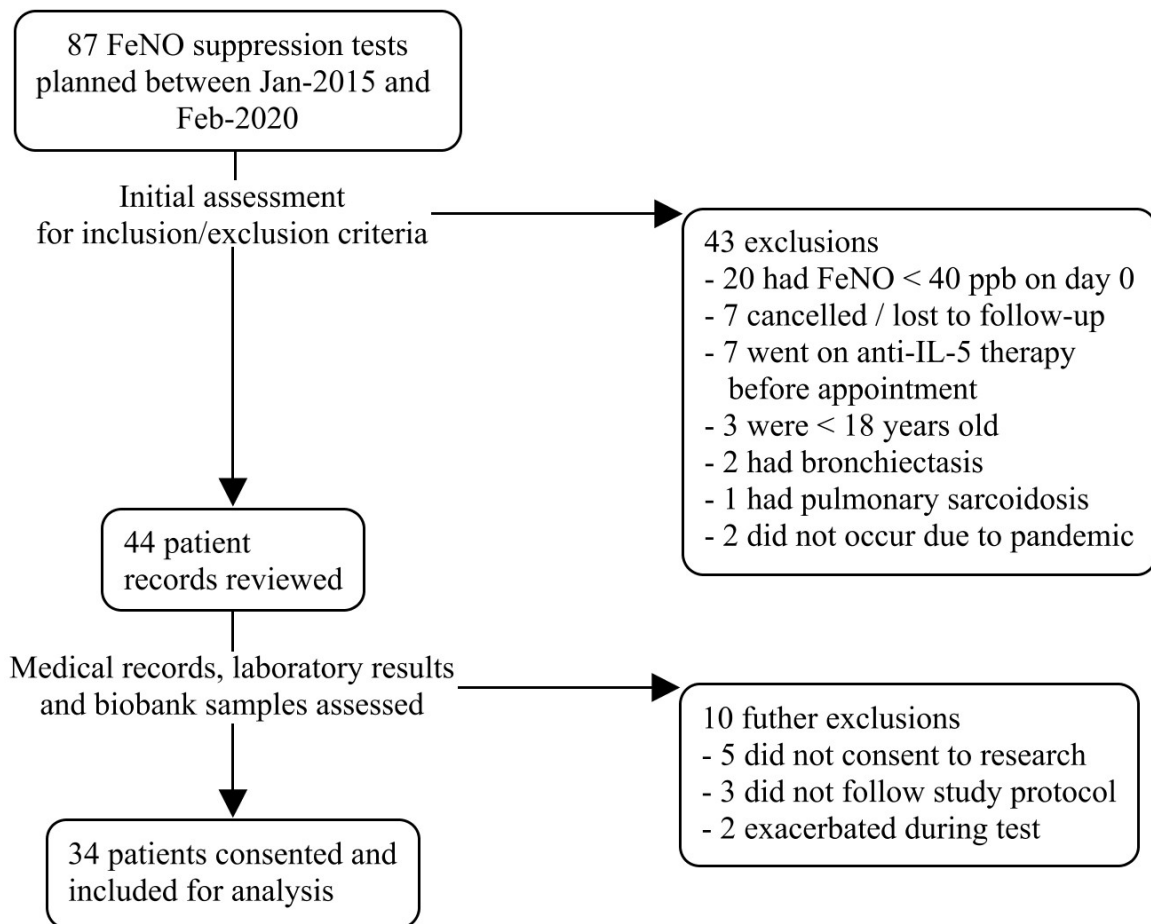 87 FeNO suppression tests
planned between Jan-2015 and
Feb-2020
Initial assessment
for inclusion/exclusion criteria
43 exclusions
- 20 had FeNO < 40 ppb on day 0
- 7 cancelled / lost to follow-up
- 7 went on anti-IL-5 therapy
before appointment
- 3 were < 18 years old
- 2 had bronchiectasis
- 1 had pulmonary sarcoidosis
- 2 did not occur due to pandemic
44 patient
records reviewed
Medical records, laboratory results
and biobank samples assessed
10 futher exclusions
- 5 did not consent to research
- 3 did not follow study protocol
- 2 exacerbated during test
34 patients consented and
included for analysis